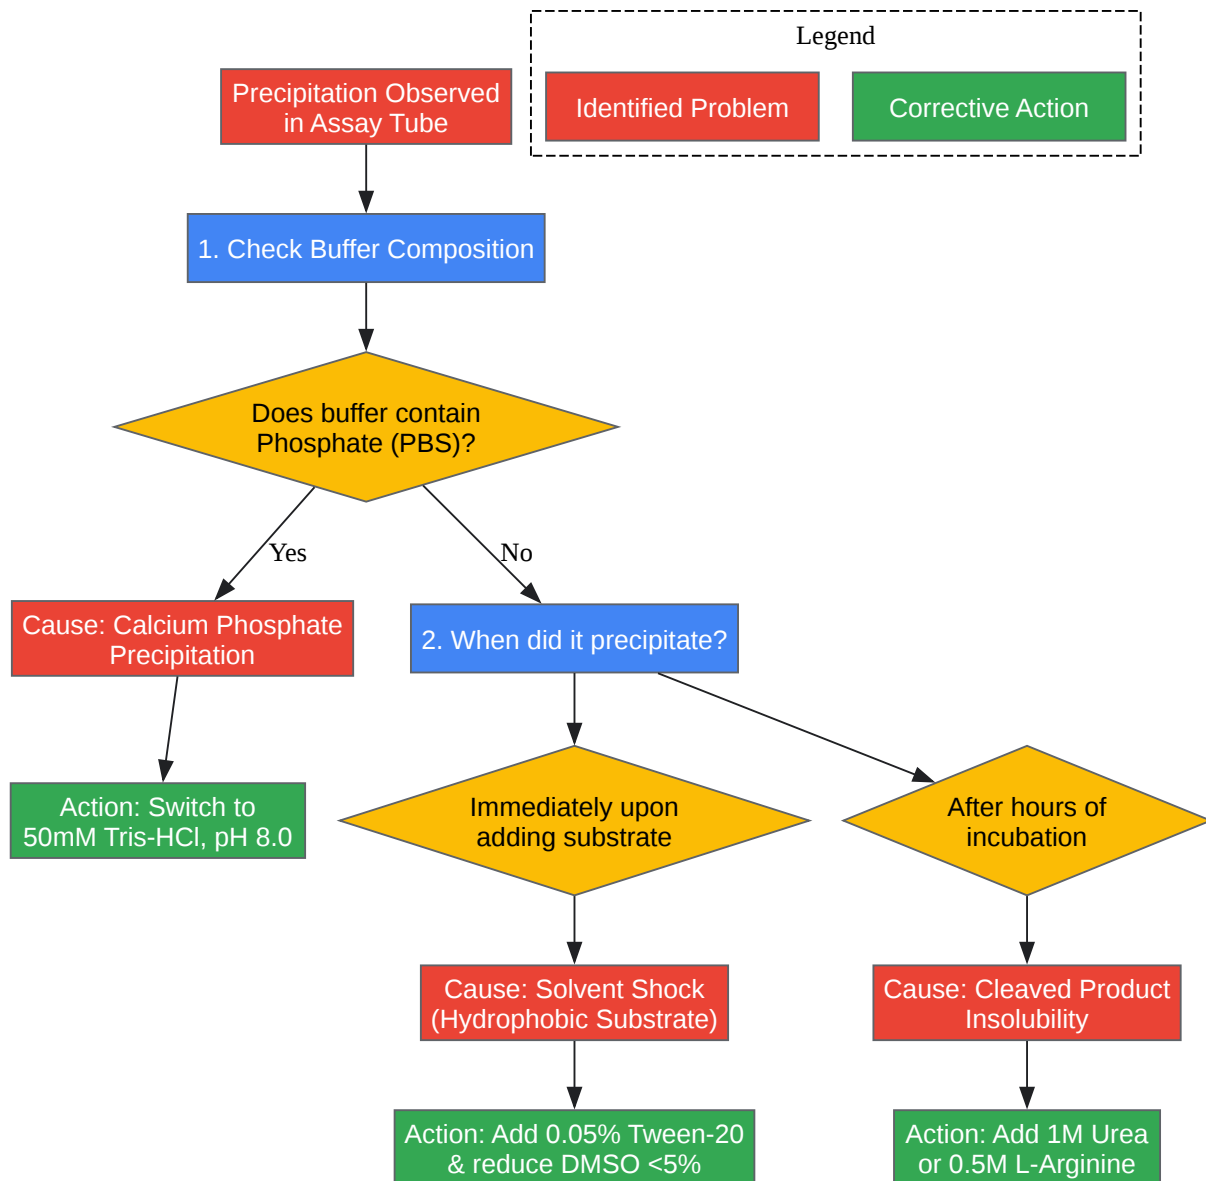 Legend
Precipitation Observed
in Assay Tube
Identified Problem
Corrective Action
1. Check Buffer Composition
Does buffer contain
Phosphate (PBS)?
Yes
No
Cause: Calcium Phosphate
Precipitation
2. When did it precipitate?
Action: Switch to
50mM Tris-HCl, pH 8.0
Immediately upon
adding substrate
After hours of
incubation
Cause: Solvent Shock
(Hydrophobic Substrate)
Cause: Cleaved Product
Insolubility
Action: Add 0.05% Tween-20
& reduce DMSO <5%
Action: Add 1M Urea
or 0.5M L-Arginine